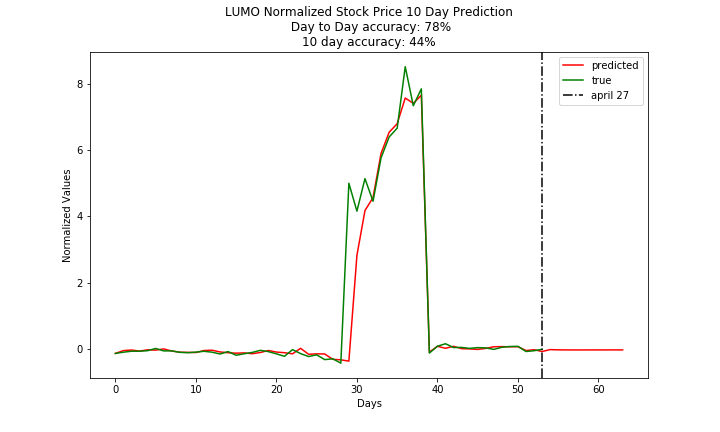 LUMO Normalized Stock Price 10 Day Prediction
Day to Day accuracy: 78%
10 day accuracy: 44%
predicted
true
april 27
Normalized Values
8
6
4
2
0
0 10 20 30 40 50 60
Days